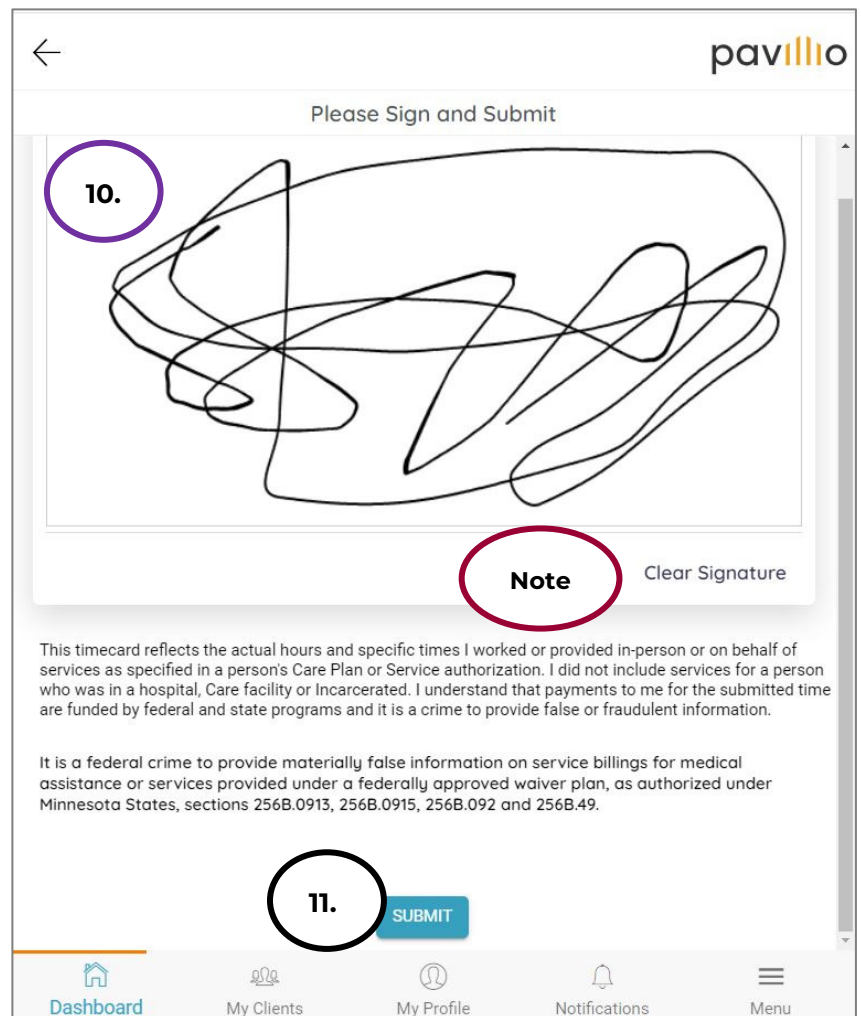 pavillio
Please Sign and Submit
10.
Note
Clear Signature
This timecard reflects the actual hours and specific times I worked or provided in-person or on behalf of
services as specified in a person's Care Plan or Service authorization. I did not include services for a person
who was in a hospital, Care facility or Incarcerated. I understand that payments to me for the submitted time
are funded by federal and state programs and it is a crime to provide false or fraudulent information.
It is a federal crime to provide materially false information on service billings for medical
assistance or services provided under a federally approved waiver plan, as authorized under
Minnesota States, sections 256B.0913, 256B.0915, 256B.092 and 256B.49.
11.
SUBMIT
Dashboard My Clients My Profile Notifications Menu